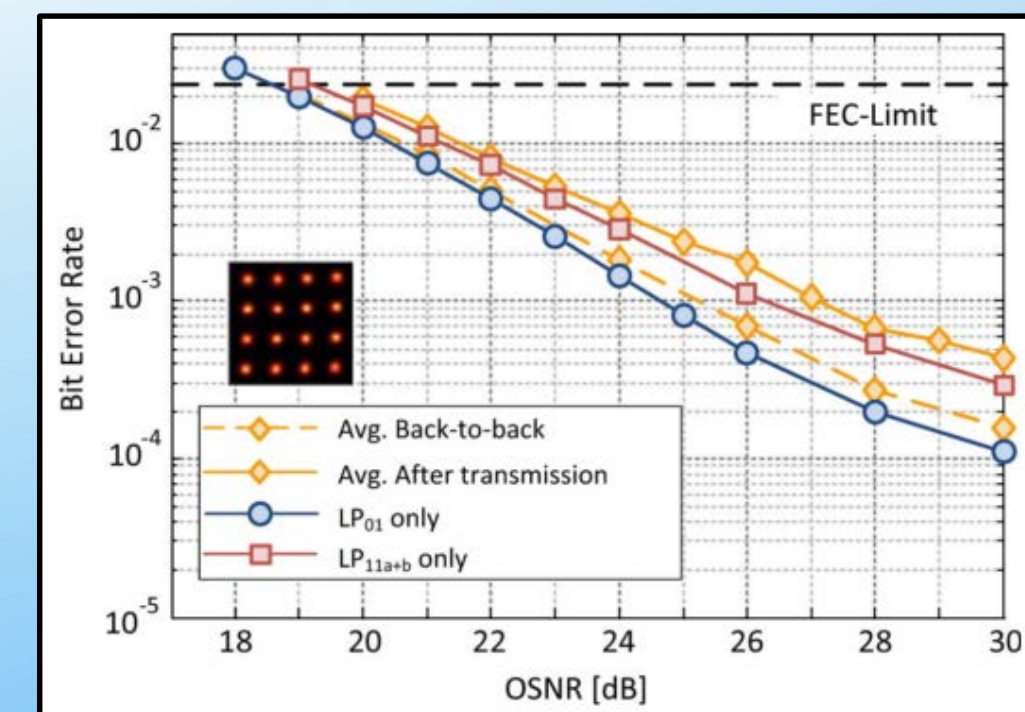 FEC-Limit
10⁻²
10⁻³
10⁻⁴
10⁻⁵
Bit Error Rate
Avg. Back-to-back
Avg. After transmission
LP₀₁ only
LP₁₁ₐ₊b only
18 20 22 24 26 28 30
OSNR [dB]